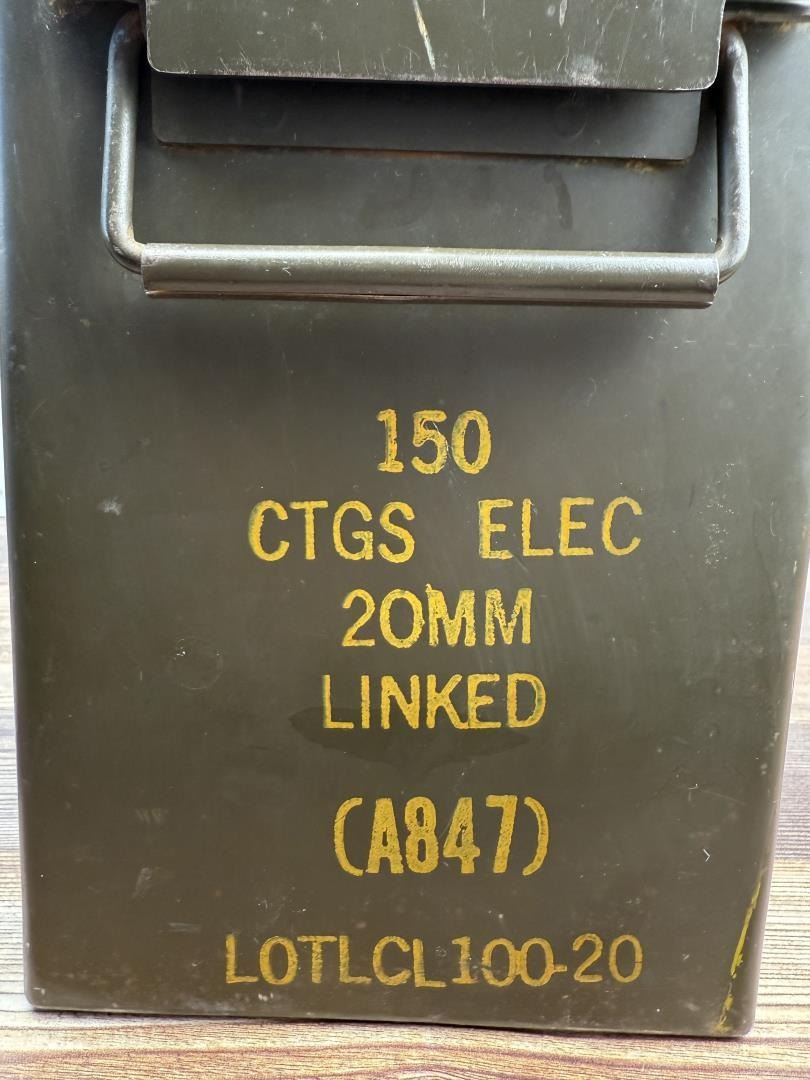 150
CTGS ELEC
20MM
LINKED
(A847)
LOTLCL100-20